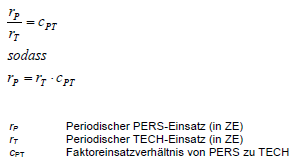 r_P / r_T = c_PT
sodass
r_P = r_T · c_PT
r_P Periodischer PERS-Einsatz (in ZE)
r_T Periodischer TECH-Einsatz (in ZE)
c_PT Faktoreinsatzverhältnis von PERS zu TECH